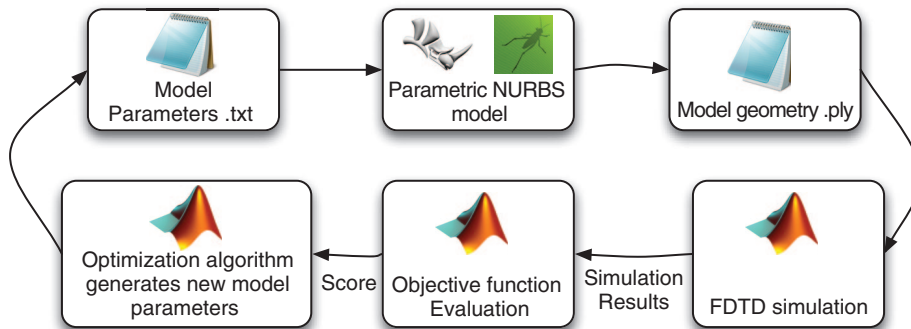 Model
Parameters .txt
Parametric NURBS
model
Model geometry .ply
Optimization algorithm
generates new model
parameters
Score
Objective function
Evaluation
Simulation
Results
FDTD simulation